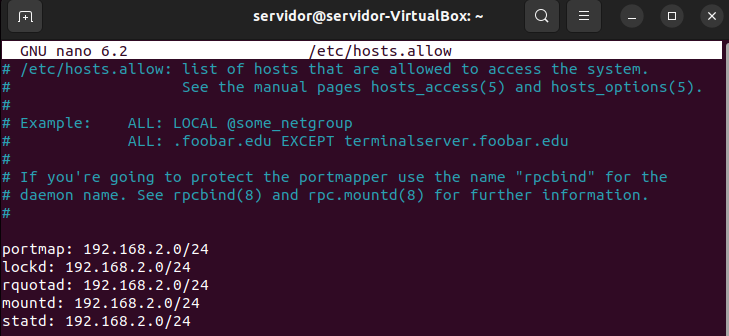 servidor@servidor-VirtualBox: ~
GNU nano 6.2 /etc/hosts.allow
# /etc/hosts.allow: list of hosts that are allowed to access the system.
# See the manual pages hosts_access(5) and hosts_options(5).
#
# Example: ALL: LOCAL @some_netgroup
# ALL: .foobar.edu EXCEPT terminalserver.foobar.edu
#
# If you're going to protect the portmapper use the name "rpcbind" for the
# daemon name. See rpcbind(8) and rpc.mountd(8) for further information.
#
portmap: 192.168.2.0/24
lockd: 192.168.2.0/24
rquotad: 192.168.2.0/24
mountd: 192.168.2.0/24
statd: 192.168.2.0/24